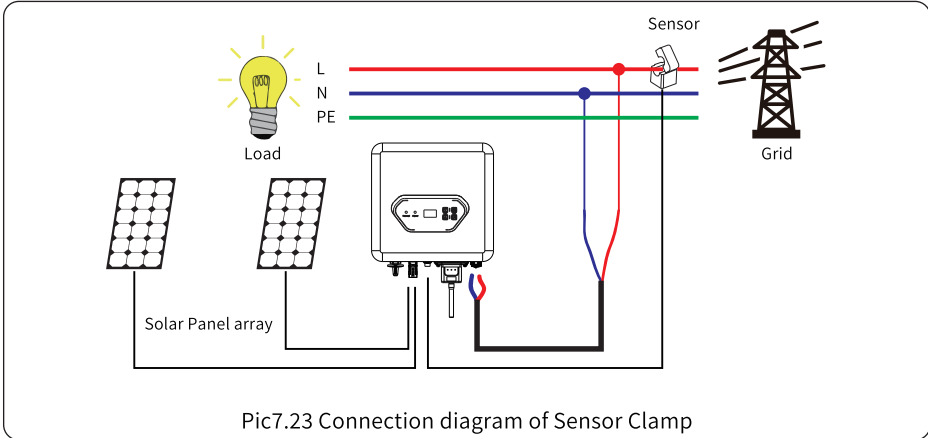 Sensor
L
N
PE
Load
Grid
Solar Panel array
Pic7.23 Connection diagram of Sensor Clamp